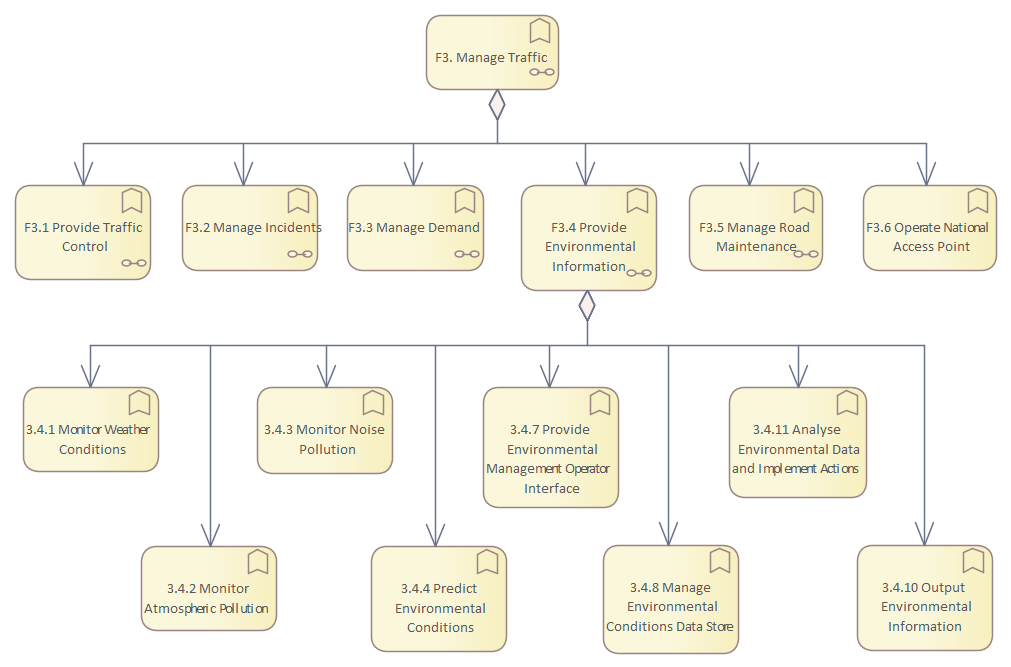 F3. Manage Traffic
F3.1 Provide Traffic
Control
F3.2 Manage Incidents
F3.3 Manage Demand
F3.4 Provide
Environmental
Information
F3.5 Manage Road
Maintenance
F3.6 Operate National
Access Point
3.4.1 Monitor Weather
Conditions
3.4.3 Monitor Noise
Pollution
3.4.7 Provide
Environmental
Management Operator
Interface
3.4.11 Analyse
Environmental Data
and Implement Actions
3.4.2 Monitor
Atmospheric Pollution
3.4.4 Predict
Environmental
Conditions
3.4.8 Manage
Environmental
Conditions Data Store
3.4.10 Output
Environmental
Information